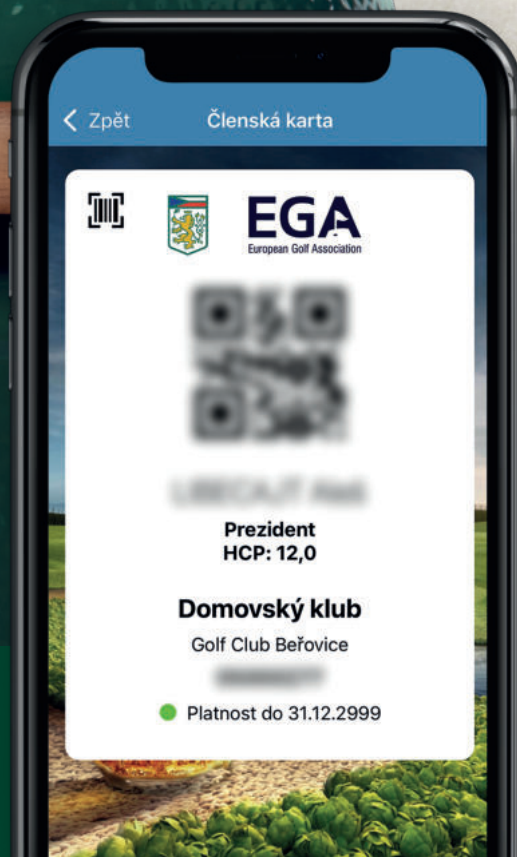 Zpět
Členská karta
EGA
European Golf Association
Prezident
HCP: 12,0
Domovský klub
Golf Club Beřovice
Platnost do 31.12.2999